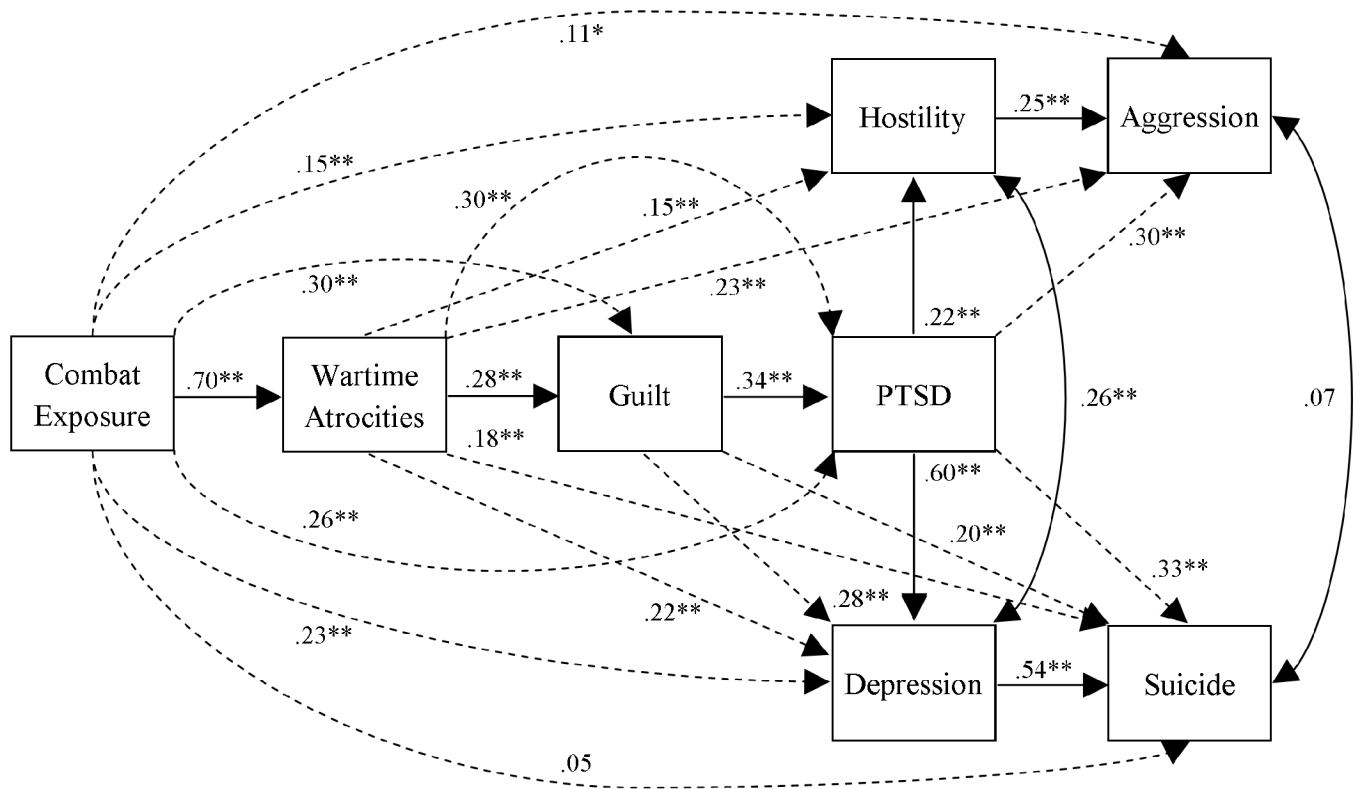 .11*
Hostility
.25**
Aggression
.15**
.30**
.15**
.30**
.23**
.30**
.22**
Combat
Exposure
.70**
Wartime
Atrocities
.28**
Guilt
.34**
PTSD
.26**
.07
.18**
.60**
.26**
.20**
.33**
.22**
.28**
.23**
Depression
.54**
Suicide
.05